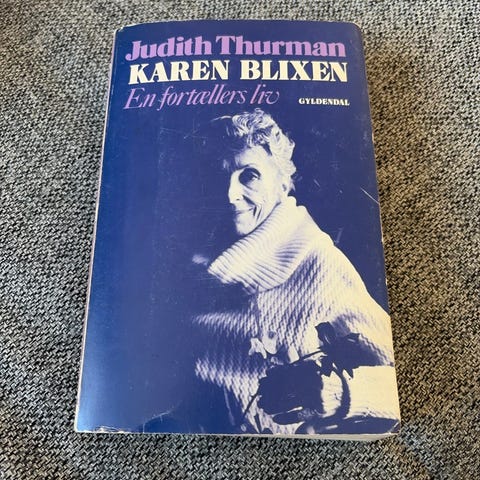 Judith Thurman
KAREN BLIXEN
En fortællers liv
GYLDENDAL